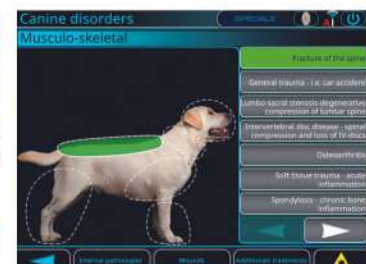 Canine disorders
SPECIALE
Musculo-skeletal
Fracture of the spine
General trauma - i.e. car accident
Lumbo-sacral stenosis-degenerative
compression of lumbar spine
Intervertebral disc disease - spinal
compression and loss of IV-discs
Osteoarthritis
Soft tissue trauma - acute
inflammation
Spondylosis - chronic bone
inflammation
Internal pathologies
Wounds
Additionals treatments